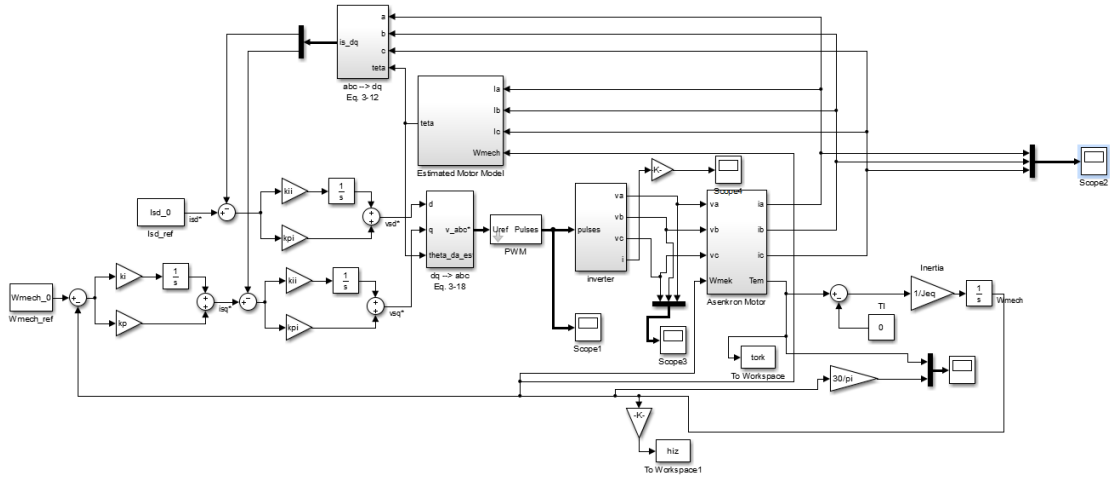 is_dq
a
b
c
teta
abc --> dq
Eq. 3-12
teta
Ia
Ib
Ic
Wmech
Estimated Motor Model
Scope2
Isd_0
Isd_ref
isd*
kii
1
s
kpi
vsd*
d
q
theta_da_es
v_abc*
dq --> abc
Eq. 3-18
Uref Pulses
PWM
pulses
va
vb
vc
i
inverter
-K-
Scope4
va
vb
vc
Wmek
ia
ib
ic
Tem
Asenkron Motor
Wmech_0
Wmech_ref
ki
1
s
kp
isq*
kii
1
s
kpi
vsq*
Scope1
Scope3
tork
To Workspace
Inertia
1/Jeq
1
s
Wmech
Tl
0
30/pi
-K-
hiz
To Workspace1